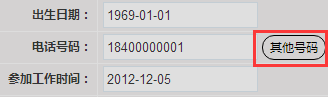 出生日期： 1969-01-01
电话号码： 18400000001 其他号码
参加工作时间： 2012-12-05